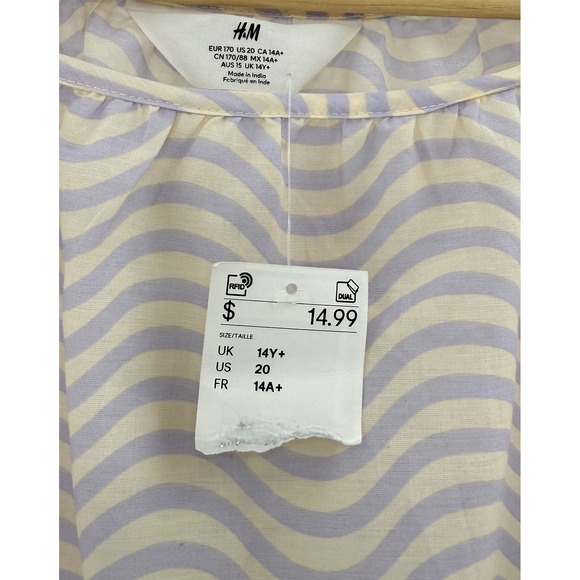 H&M
EUR 170 US 20 CA 14A+
CN 170/88 MX 14A+
AUS 15 UK 14Y+
Made in India
Fabriqué en Inde
RFID
DUAL
$ 14.99
SIZE/TAILLE
UK 14Y+
US 20
FR 14A+